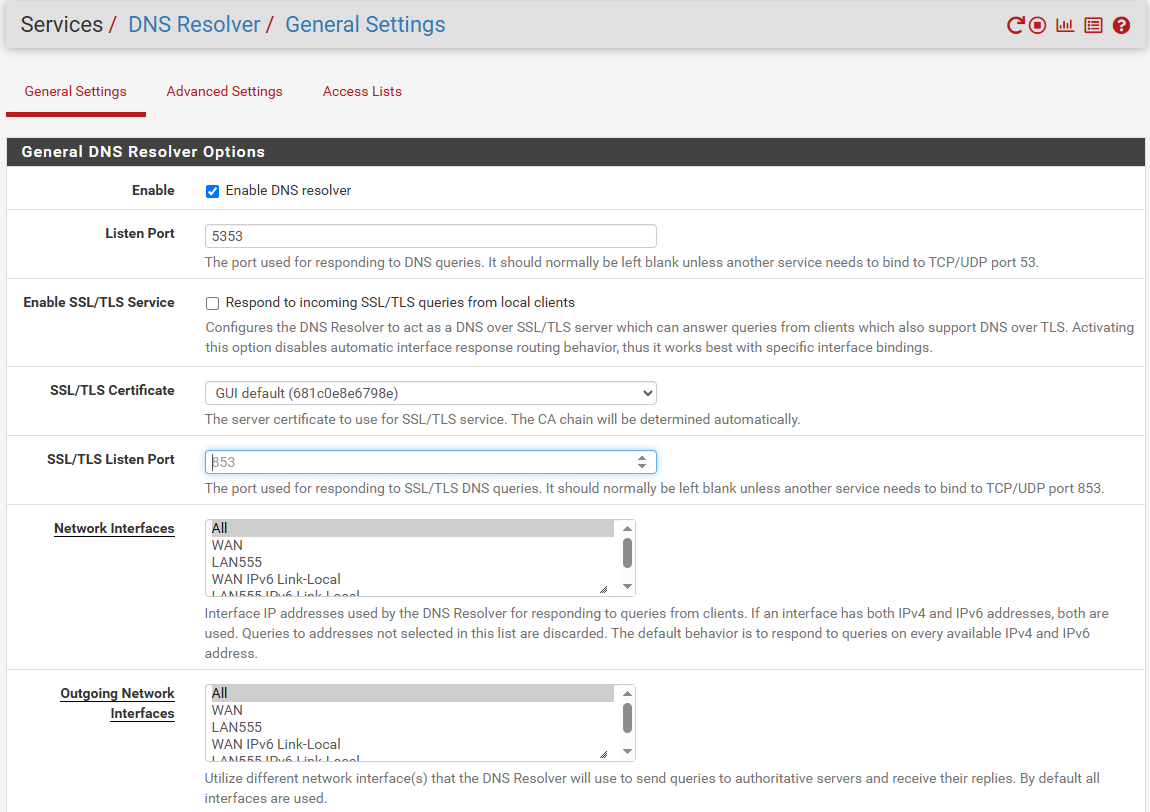 Services / DNS Resolver / General Settings
General Settings Advanced Settings Access Lists
General DNS Resolver Options
Enable Enable DNS resolver
Listen Port 5353
The port used for responding to DNS queries. It should normally be left blank unless another service needs to bind to TCP/UDP port 53.
Enable SSL/TLS Service Respond to incoming SSL/TLS queries from local clients
Configures the DNS Resolver to act as a DNS over SSL/TLS server which can answer queries from clients which also support DNS over TLS. Activating
this option disables automatic interface response routing behavior, thus it works best with specific interface bindings.
SSL/TLS Certificate GUI default (681c0e8e6798e)
The server certificate to use for SSL/TLS service. The CA chain will be determined automatically.
SSL/TLS Listen Port 853
The port used for responding to SSL/TLS DNS queries. It should normally be left blank unless another service needs to bind to TCP/UDP port 853.
Network Interfaces All
WAN
LAN555
WAN IPv6 Link-Local
LAN555 IPv6 Link-Local
Interface IP addresses used by the DNS Resolver for responding to queries from clients. If an interface has both IPv4 and IPv6 addresses, both are
used. Queries to addresses not selected in this list are discarded. The default behavior is to respond to queries on every available IPv4 and IPv6
address.
Outgoing Network All
Interfaces WAN
LAN555
WAN IPv6 Link-Local
LAN555 IPv6 Link-Local
Utilize different network interface(s) that the DNS Resolver will use to send queries to authoritative servers and receive their replies. By default all
interfaces are used.